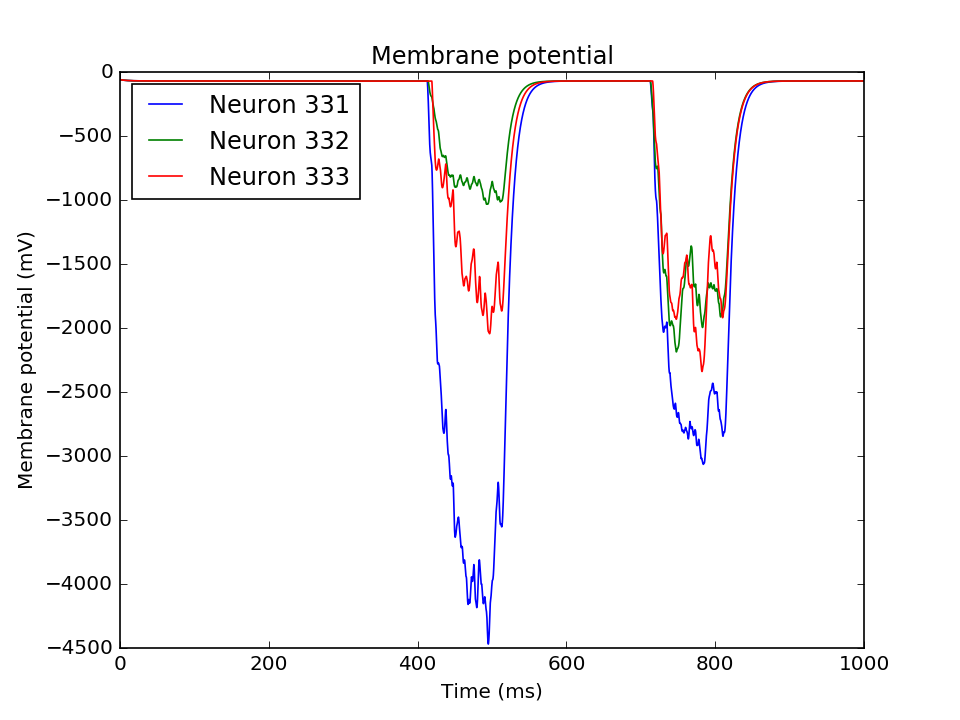 Membrane potential
0
−500
−1000
−1500
−2000
−2500
−3000
−3500
−4000
−4500
Membrane potential (mV)
Neuron 331
Neuron 332
Neuron 333
0 200 400 600 800 1000
Time (ms)